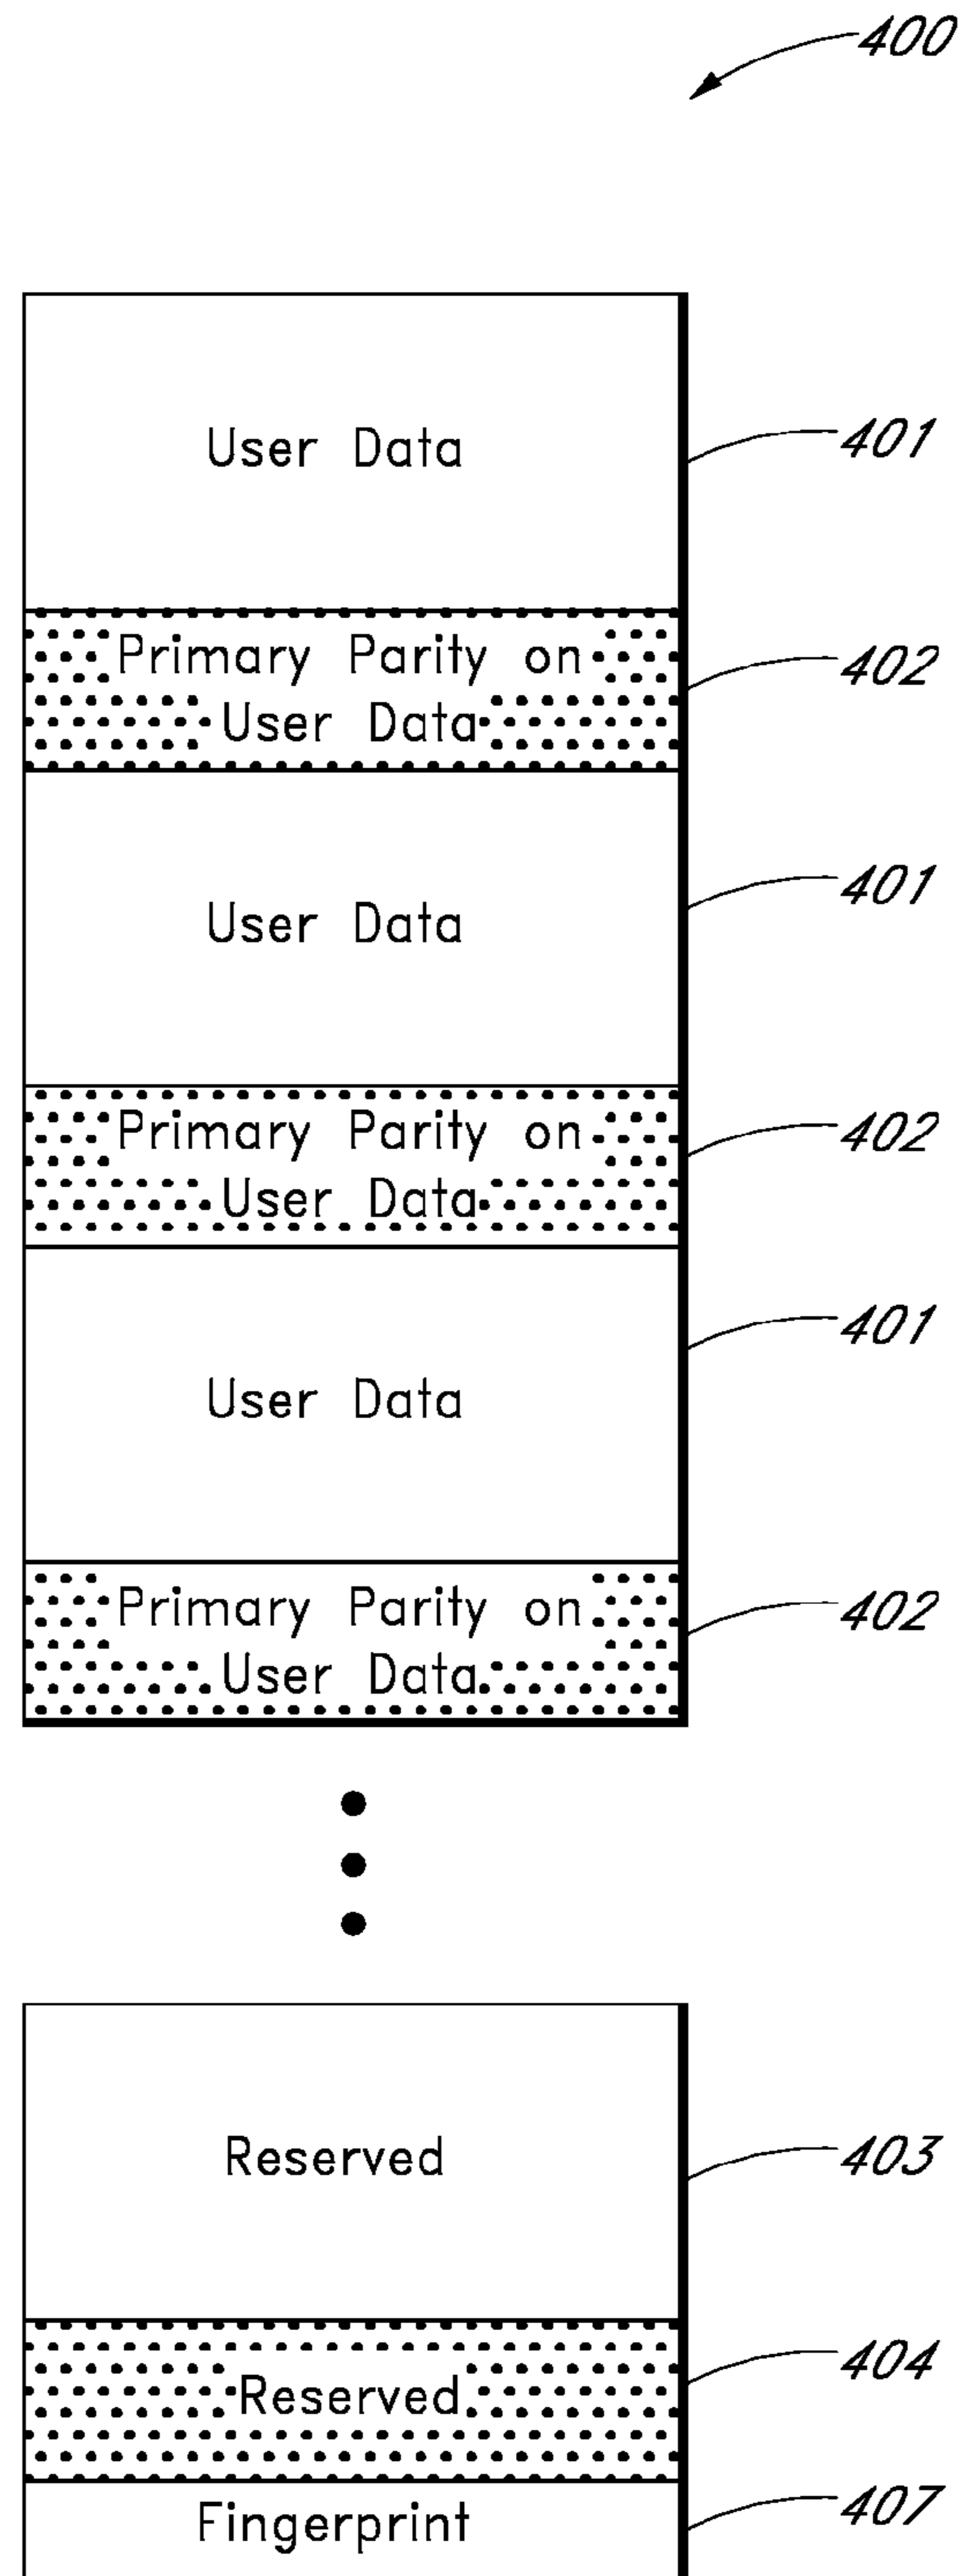 400
User Data
401
Primary Parity on
User Data
402
User Data
401
Primary Parity on
User Data
402
User Data
401
Primary Parity on
User Data
402
Reserved
403
Reserved
404
Fingerprint
407